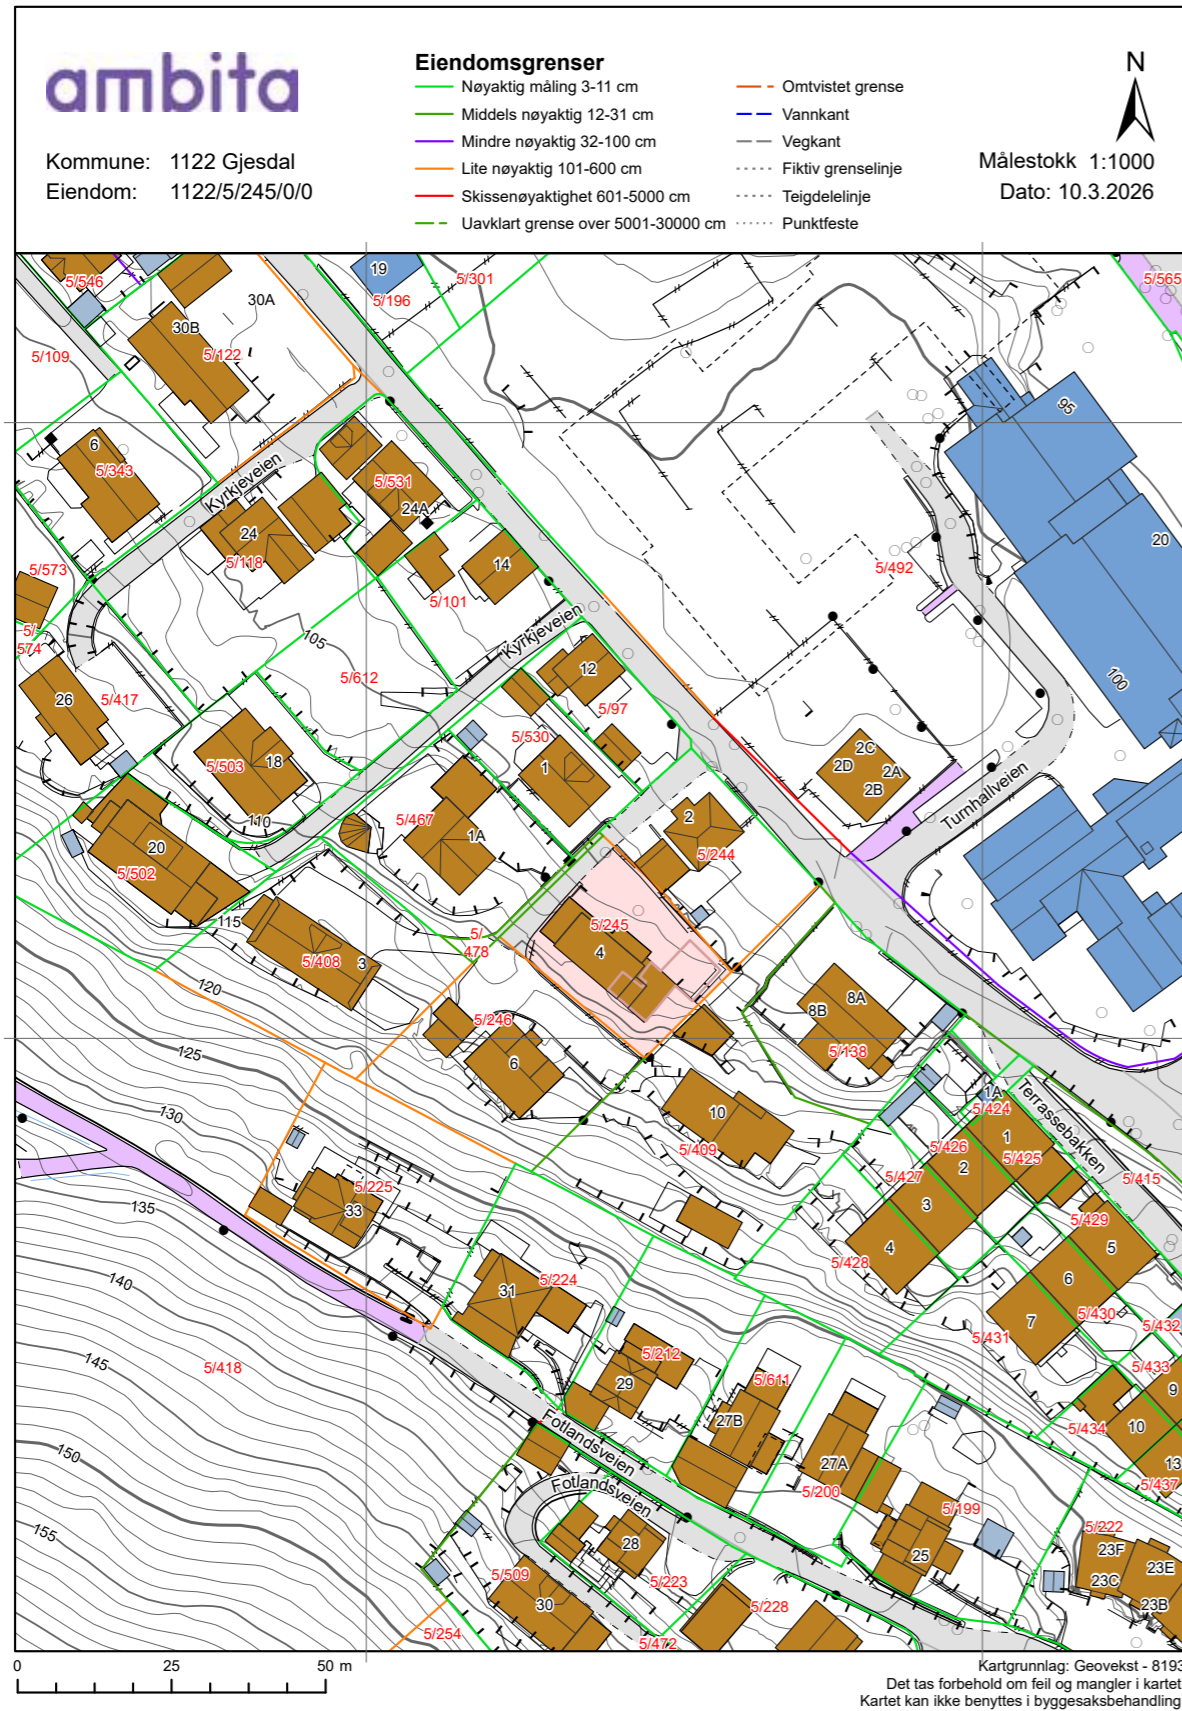 ambita
Kommune: 1122 Gjesdal
Eiendom: 1122/5/245/0/0
Eiendomsgrenser
Nøyaktig måling 3-11 cm
Middels nøyaktig 12-31 cm
Mindre nøyaktig 32-100 cm
Lite nøyaktig 101-600 cm
Skissenøyaktighet 601-5000 cm
Uavklart grense over 5001-30000 cm
Omtvistet grense
Vannkant
Vegkant
Fiktiv grenselinje
Teigdelelinje
Punktfeste
N
Målestokk 1:1000
Dato: 10.3.2026
5/546
19
5/301
5/565
5/196
30A
30B
5/109
5/122
95
6
5/343
Kyrkjeveien
5/531
24A
24
5/118
20
14
5/573
5/492
5/101
5/
574
105
Kyrkjeveien
12
5/612
26
5/417
5/97
100
5/530
18
5/503
1
2C
2D
2A
2B
110
5/467
1A
2
Turnhallveien
20
5/502
5/244
115
5/245
5/
478
4
3
5/408
120
8A
8B
5/246
125
6
5/138
130
10
5/409
1A
5/424
1
Terrassebakken
5/426
2
5/425
5/427
5/415
5/225
33
135
3
5/429
4
5
5/428
31
5/224
6
140
5/430
7
5/431
5/432
145
5/418
5/212
29
5/611
5/433
9
27B
10
5/434
Fotlandsveien
150
27A
13
5/437
Fotlandsveien
5/200
5/199
155
28
25
5/222
23F
23E
23C
23B
5/509
30
5/223
5/228
5/254
5/472
0 25 50 m
Kartgrunnlag: Geovekst - 8193
Det tas forbehold om feil og mangler i kartet
Kartet kan ikke benyttes i byggesaksbehandling